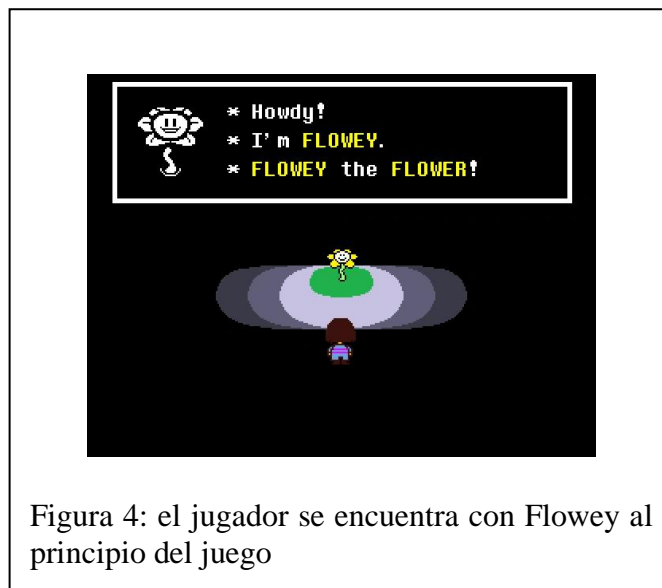 * Howdy!
* I'm FLOWEY.
* FLOWEY the FLOWER!
Figura 4: el jugador se encuentra con Flowey al
principio del juego